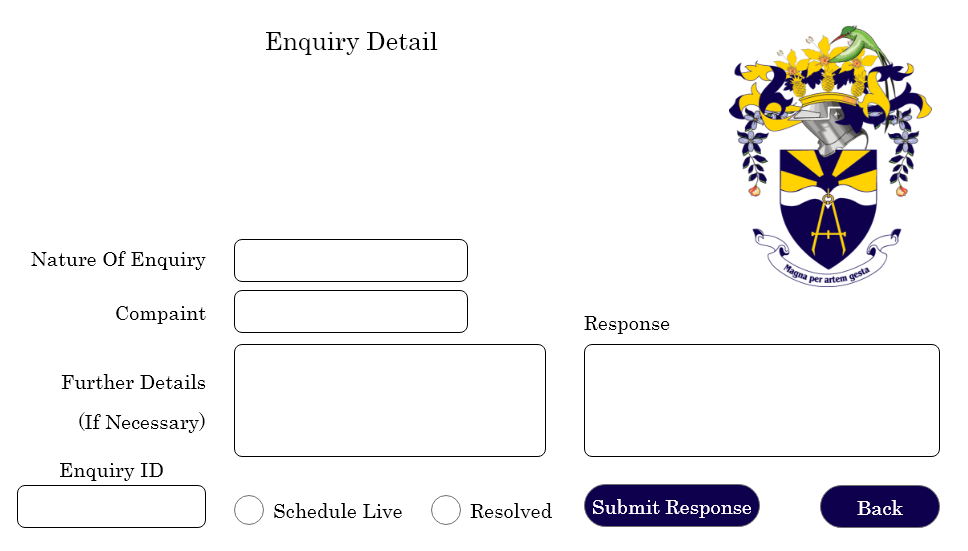 Enquiry Detail
Magna per artem gesta
Nature Of Enquiry
Compaint
Response
Further Details
(If Necessary)
Enquiry ID
Schedule Live
Resolved
Submit Response
Back